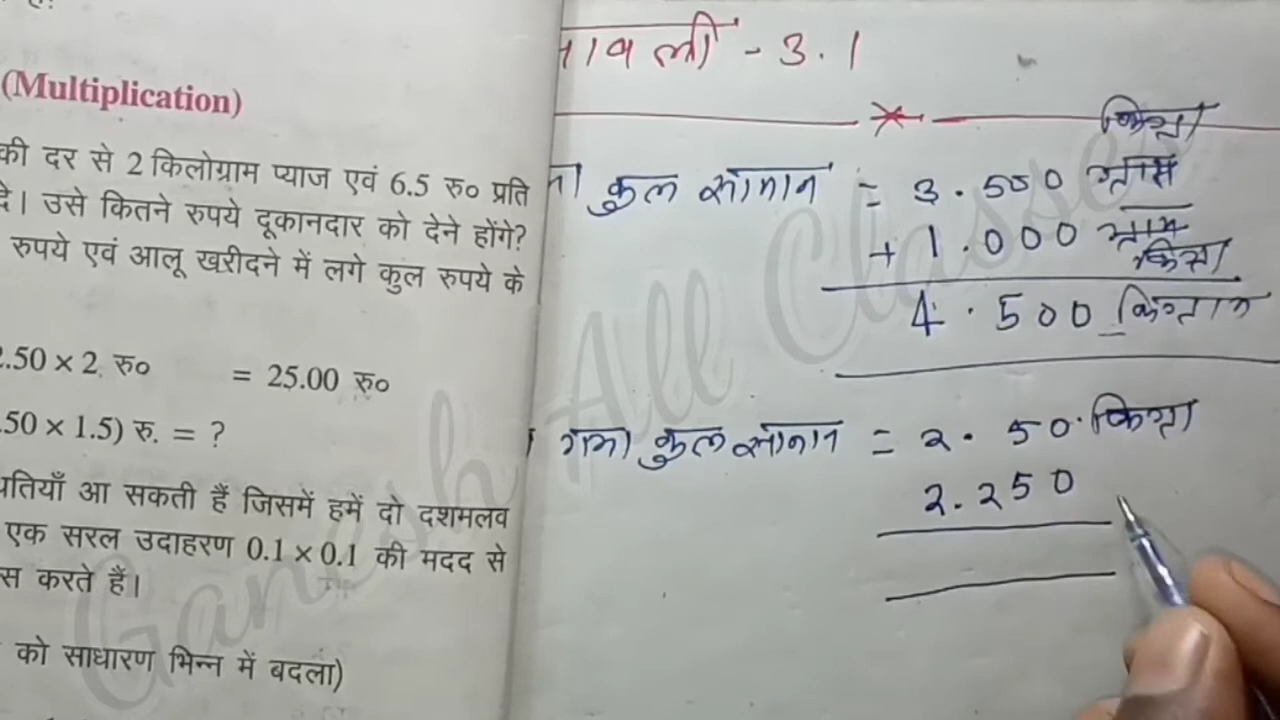 (Multiplication)
की दर से 2 किलोग्राम प्याज एवं 6.5 रु० प्रति
दे। उसे कितने रुपये दूकानदार को देने होंगे?
रुपये एवं आलू खरीदने में लगे कुल रुपये के
.50 × 2 रु० = 25.00 रु०
.50 × 1.5) रु. = ?
आ सकती हैं जिसमें हमें दो दशमलव
एक सरल उदाहरण 0.1 × 0.1 की मदद से
करते हैं।
को साधारण भिन्न में बदला)
वली - 3.1
कुल सामान = 3.500 किग्रा
+ 1.000 किग्रा
4.500 किग्राम
कुल सामान = 2.50 किग्रा
2.250
Ganesh All Classes